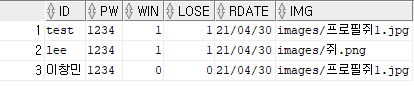 ID PW WIN LOSE RDATE IMG
1 test 1234 1 1 21/04/30 images/프로필쥐1.jpg
2 lee 1234 1 1 21/04/30 images/쥐.png
3 이창민 1234 0 0 21/04/30 images/프로필쥐1.jpg